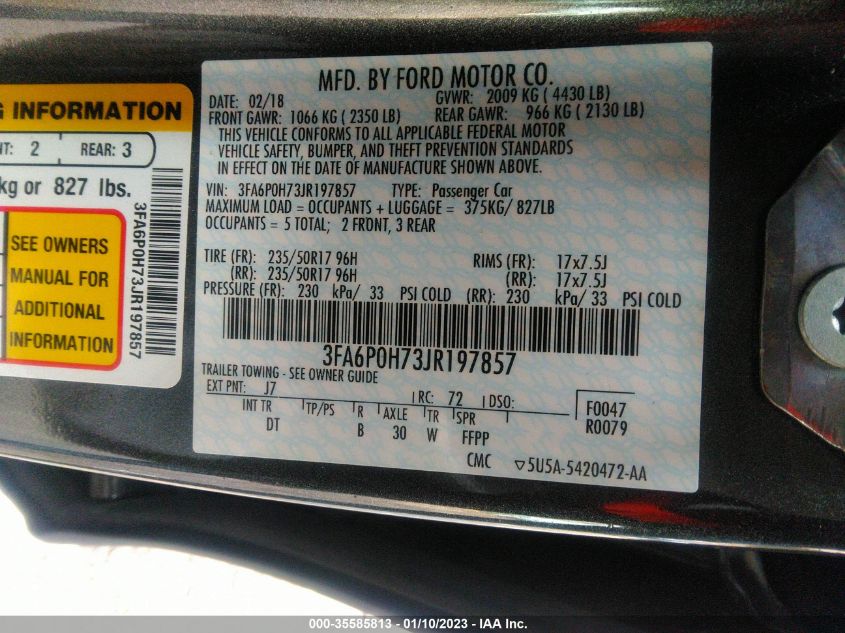 G INFORMATION
NT: 2 REAR: 3
kg or 827 lbs.
SEE OWNERS
MANUAL FOR
ADDITIONAL
INFORMATION
3FA6P0H73JR197857
MFD. BY FORD MOTOR CO.
DATE: 02/18 GVWR: 2009 KG ( 4430 LB)
FRONT GAWR: 1066 KG ( 2350 LB) REAR GAWR: 966 KG ( 2130 LB)
THIS VEHICLE CONFORMS TO ALL APPLICABLE FEDERAL MOTOR
VEHICLE SAFETY, BUMPER, AND THEFT PREVENTION STANDARDS
IN EFFECT ON THE DATE OF MANUFACTURE SHOWN ABOVE.
VIN: 3FA6P0H73JR197857 TYPE: Passenger Car
MAXIMUM LOAD = OCCUPANTS + LUGGAGE = 375KG/ 827LB
OCCUPANTS = 5 TOTAL; 2 FRONT, 3 REAR
TIRE (FR): 235/50R17 96H RIMS (FR): 17x7.5J
(RR): 235/50R17 96H (RR): 17x7.5J
PRESSURE (FR): 230 kPa/ 33 PSI COLD (RR): 230 kPa/ 33 PSI COLD
3FA6P0H73JR197857
TRAILER TOWING - SEE OWNER GUIDE
EXT PNT: J7 RC: 72 DSO: F0047
INT TR TP/PS R AXLE TR SPR R0079
DT B 30 W FFPP
CMC ▽5U5A-5420472-AA
000-35585813 - 01/10/2023 - IAA Inc.